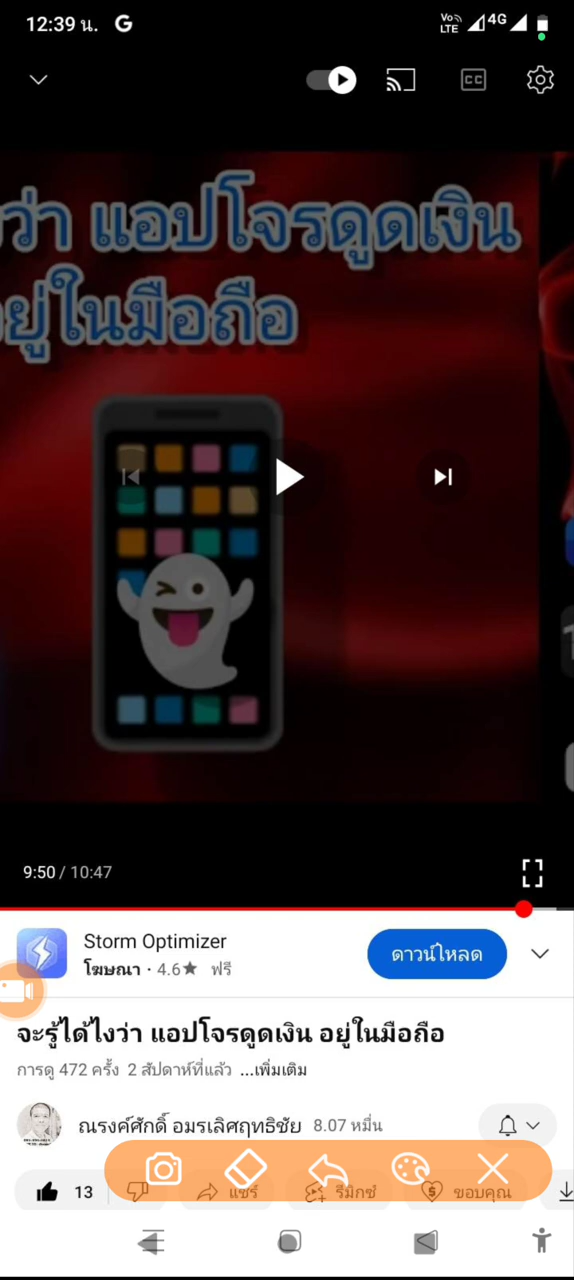 12:39 น. G
Vo LTE 4G
CC
ว่า แอปโจรดูดเงิน
อยู่ในมือถือ
9:50 / 10:47
Storm Optimizer
โฆษณา · 4.6★ ฟรี
ดาวน์โหลด
จะรู้ได้ไงว่า แอปโจรดูดเงิน อยู่ในมือถือ
การดู 472 ครั้ง 2 สัปดาห์ที่แล้ว ...เพิ่มเติม
ณรงค์ศักดิ์ อมรเลิศฤทธิชัย 8.07 หมื่น
13 แชร์ รีมิกซ์ ขอบคุณ